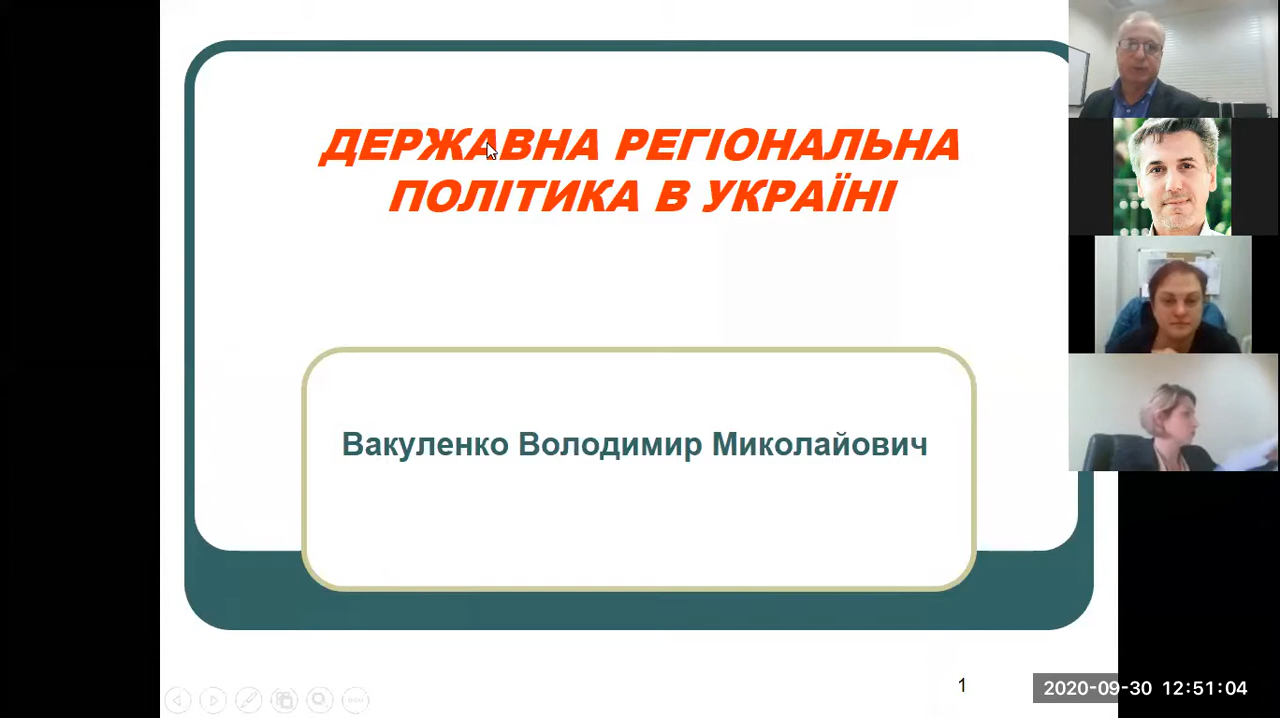 ДЕРЖАВНА РЕГІОНАЛЬНА
ПОЛІТИКА В УКРАЇНІ
Вакуленко Володимир Миколайович
1
2020-09-30 12:51:04